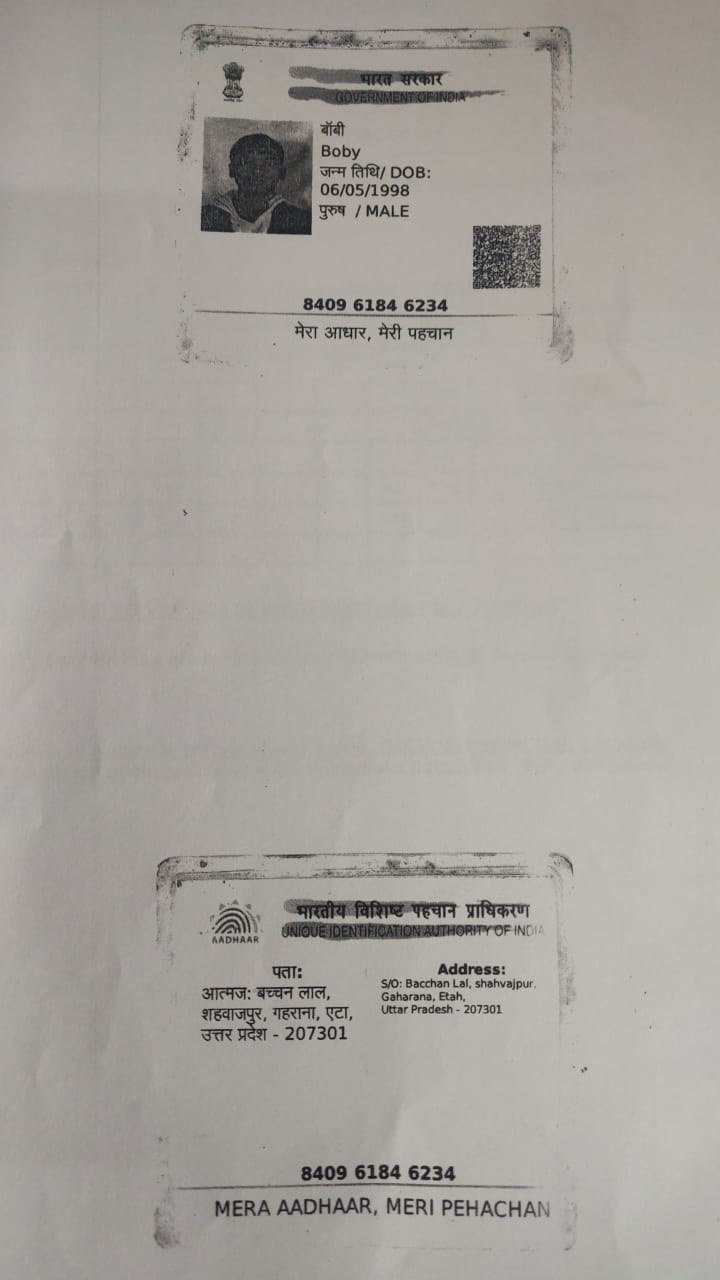 भारत सरकार
GOVERNMENT OF INDIA
बॉबी
Boby
जन्म तिथि/ DOB:
06/05/1998
पुरुष / MALE
8409 6184 6234
मेरा आधार, मेरी पहचान
भारतीय विशिष्ट पहचान प्राधिकरण
UNIQUE IDENTIFICATION AUTHORITY OF INDIA
AADHAAR
पता:
आत्मज: बच्चन लाल,
शहवाजपुर, गहराना, एटा,
उत्तर प्रदेश - 207301
Address:
S/O: Bacchan Lal, shahvajpur,
Gaharana, Etah,
Uttar Pradesh - 207301
8409 6184 6234
MERA AADHAAR, MERI PEHACHAN